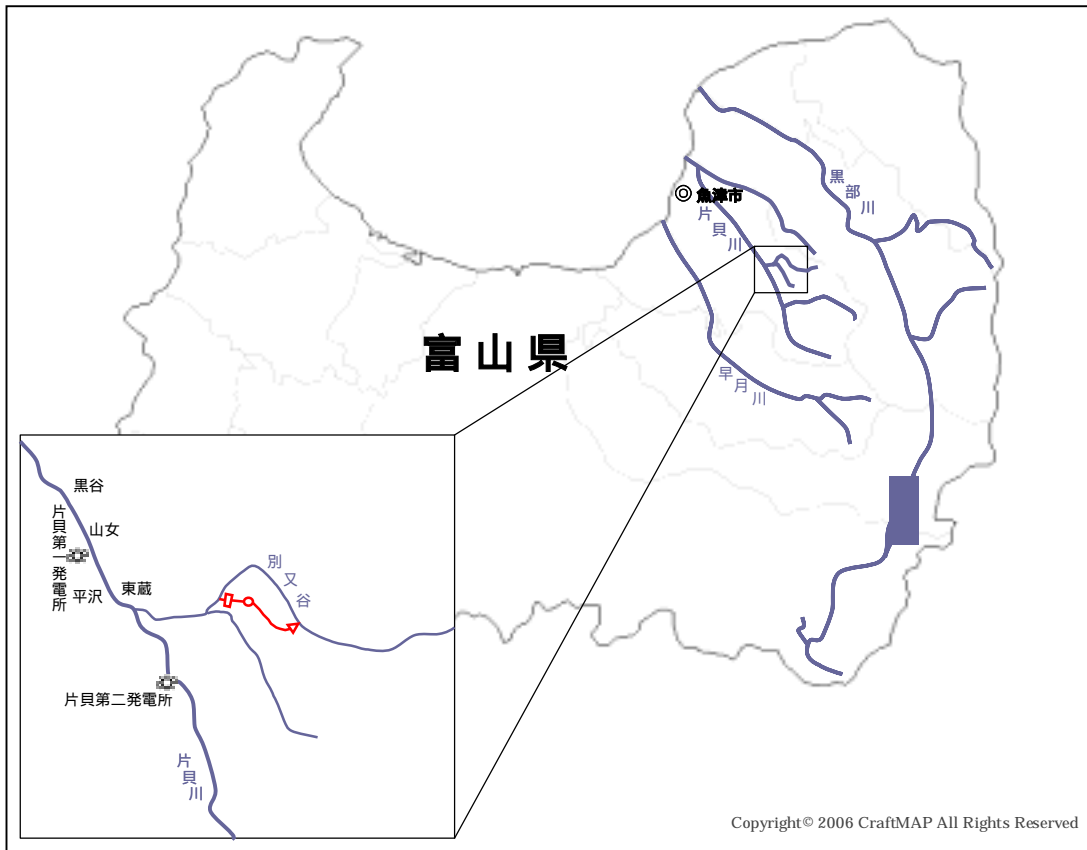 黒部川
魚津市
片貝川
富山県
早月川
黒谷
片貝第一発電所
山女
別又谷
平沢
東蔵
片貝第二発電所
片貝川
Copyright© 2006 CraftMAP All Rights Reserved